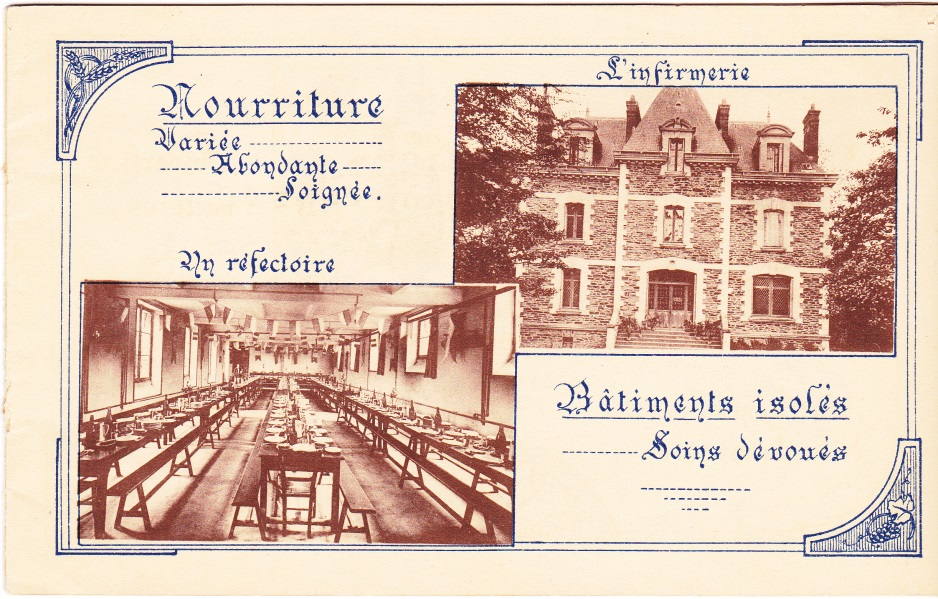 Nourriture
Variée
Abondante
Soignée.
Un réfectoire
L'infirmerie
Bâtiments isolés
Soins dévoués